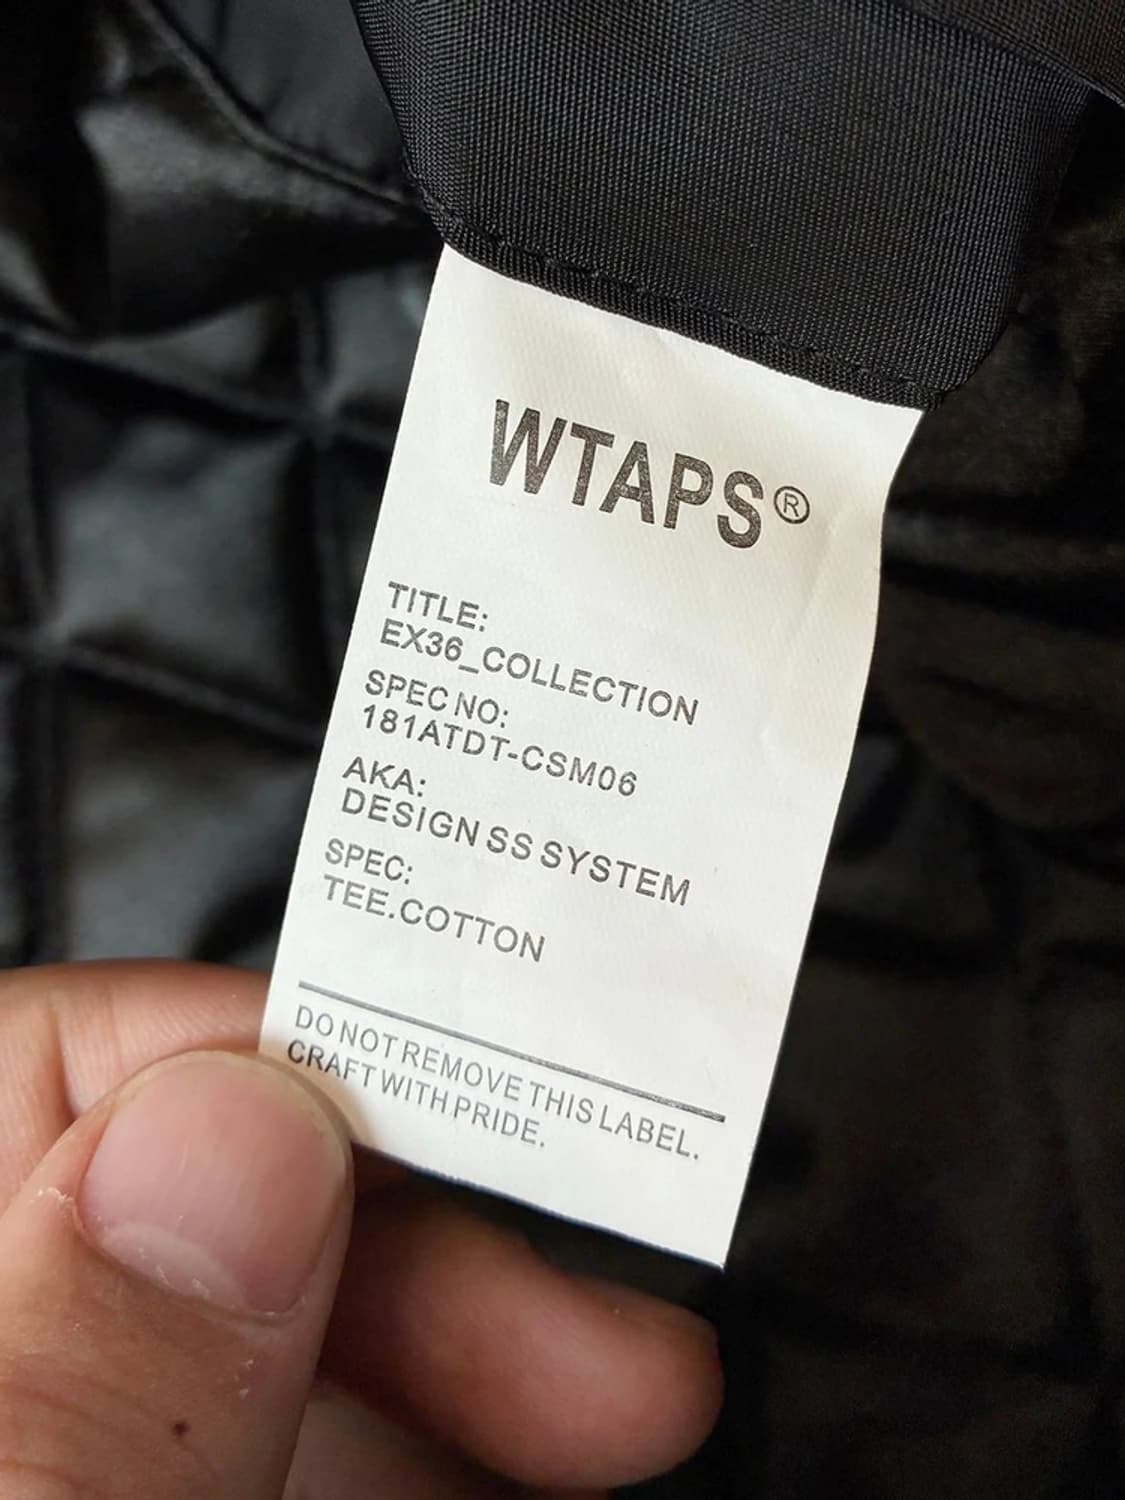 WTAPS®
TITLE:
EX36_COLLECTION
SPEC NO:
181ATDT-CSM06
AKA:
DESIGN SS SYSTEM
SPEC:
TEE.COTTON
DO NOT REMOVE THIS LABEL.
CRAFT WITH PRIDE.